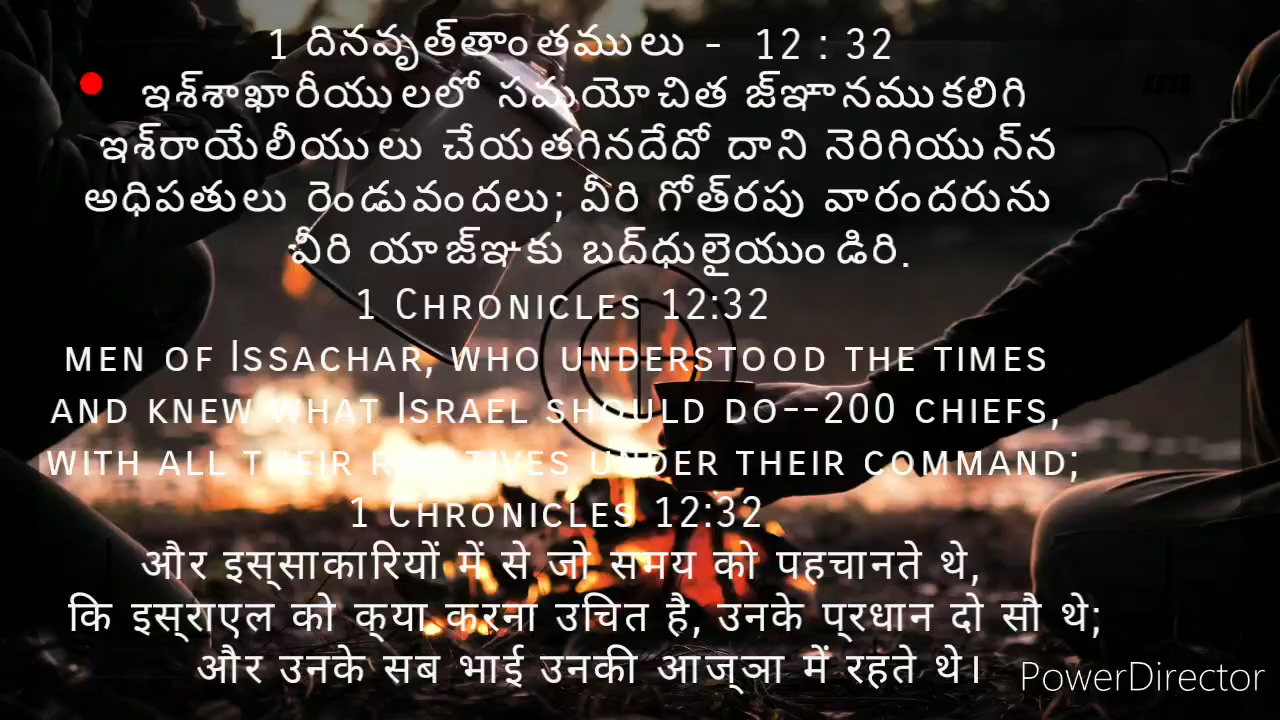 1 దినవృత్‌తాంతములు - 12 : 32
ఇశ్‌శాఖారీయులలో సమయోచిత జ్‌ఞానముకలిగి
ఇశ్‌రాయేలీయులు చేయతగినదేదో దాని నెరిగియున్‌న
అధిపతులు రెండువందలు; వీరి గోత్‌రపు వారందరును
వీరి యాజ్‌ఞకు బద్‌ధులైయుండిరి.
1 Chronicles 12:32
men of Issachar, who understood the times
and knew what Israel should do--200 chiefs,
with all their relatives under their command;
1 Chronicles 12:32
और इस्‌साकारियों में से जो समय को पहचानते थे,
कि इस्‌राएल को क्‌या करना उचित है, उनके प्‌रधान दो सौ थे;
और उनके सब भाई उनकी आज्‌ञा में रहते थे।
PowerDirector